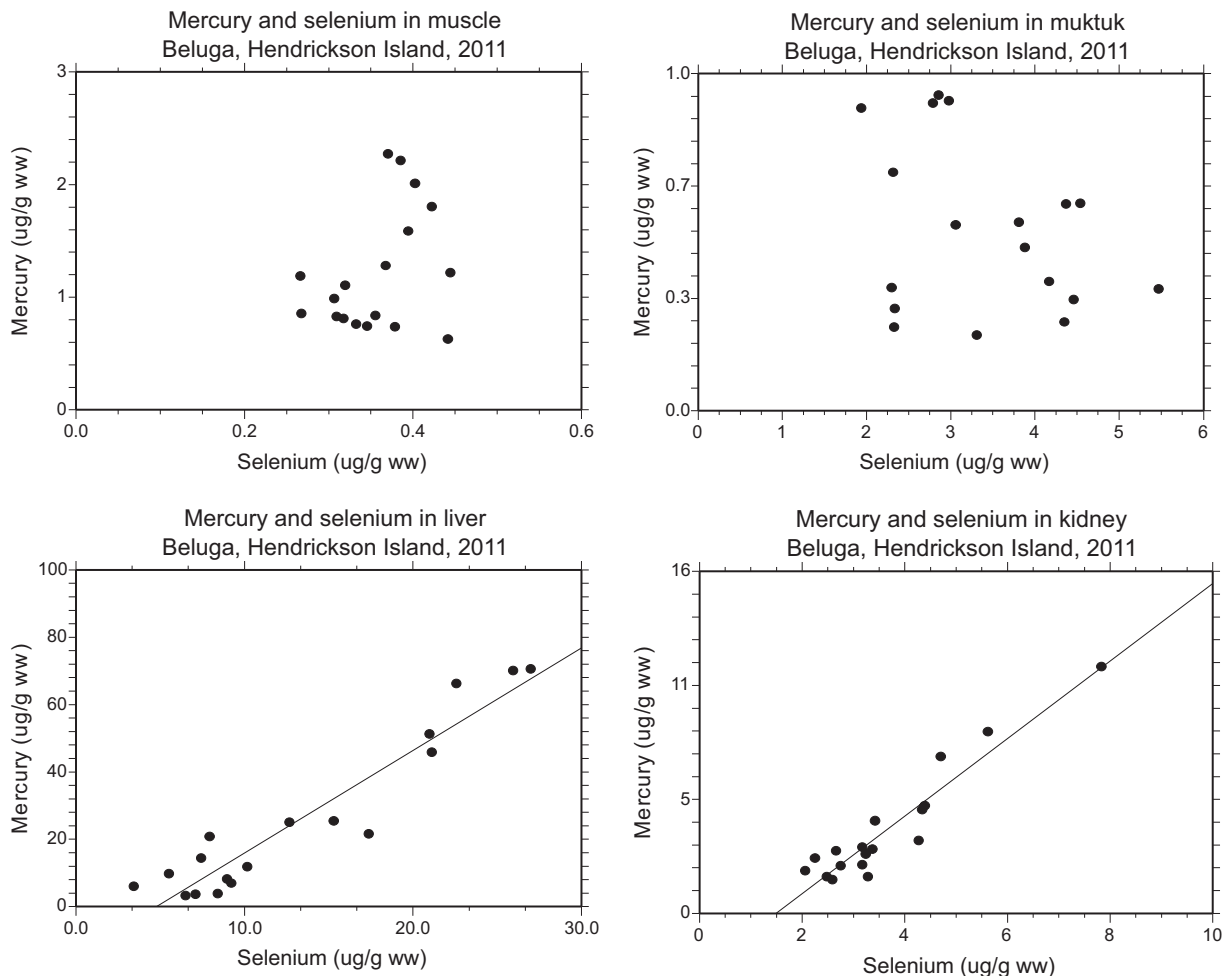 Mercury and selenium in muscle
Beluga, Hendrickson Island, 2011
3
2
1
0
Mercury (ug/g ww)
0.0 0.2 0.4 0.6
Selenium (ug/g ww)
Mercury and selenium in muktuk
Beluga, Hendrickson Island, 2011
1.0
0.7
0.3
0.0
Mercury (ug/g ww)
0 1 2 3 4 5 6
Selenium (ug/g ww)
Mercury and selenium in liver
Beluga, Hendrickson Island, 2011
100
80
60
40
20
0
Mercury (ug/g ww)
0.0 10.0 20.0 30.0
Selenium (ug/g ww)
Mercury and selenium in kidney
Beluga, Hendrickson Island, 2011
16
11
5
0
Mercury (ug/g ww)
0 2 4 6 8 10
Selenium (ug/g ww)